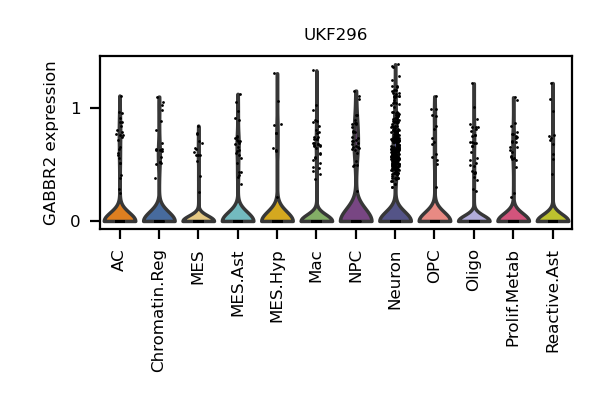 UKF296
GABBR2 expression
1
0
AC
Chromatin.Reg
MES
MES.Ast
MES.Hyp
Mac
NPC
Neuron
OPC
Oligo
Prolif.Metab
Reactive.Ast